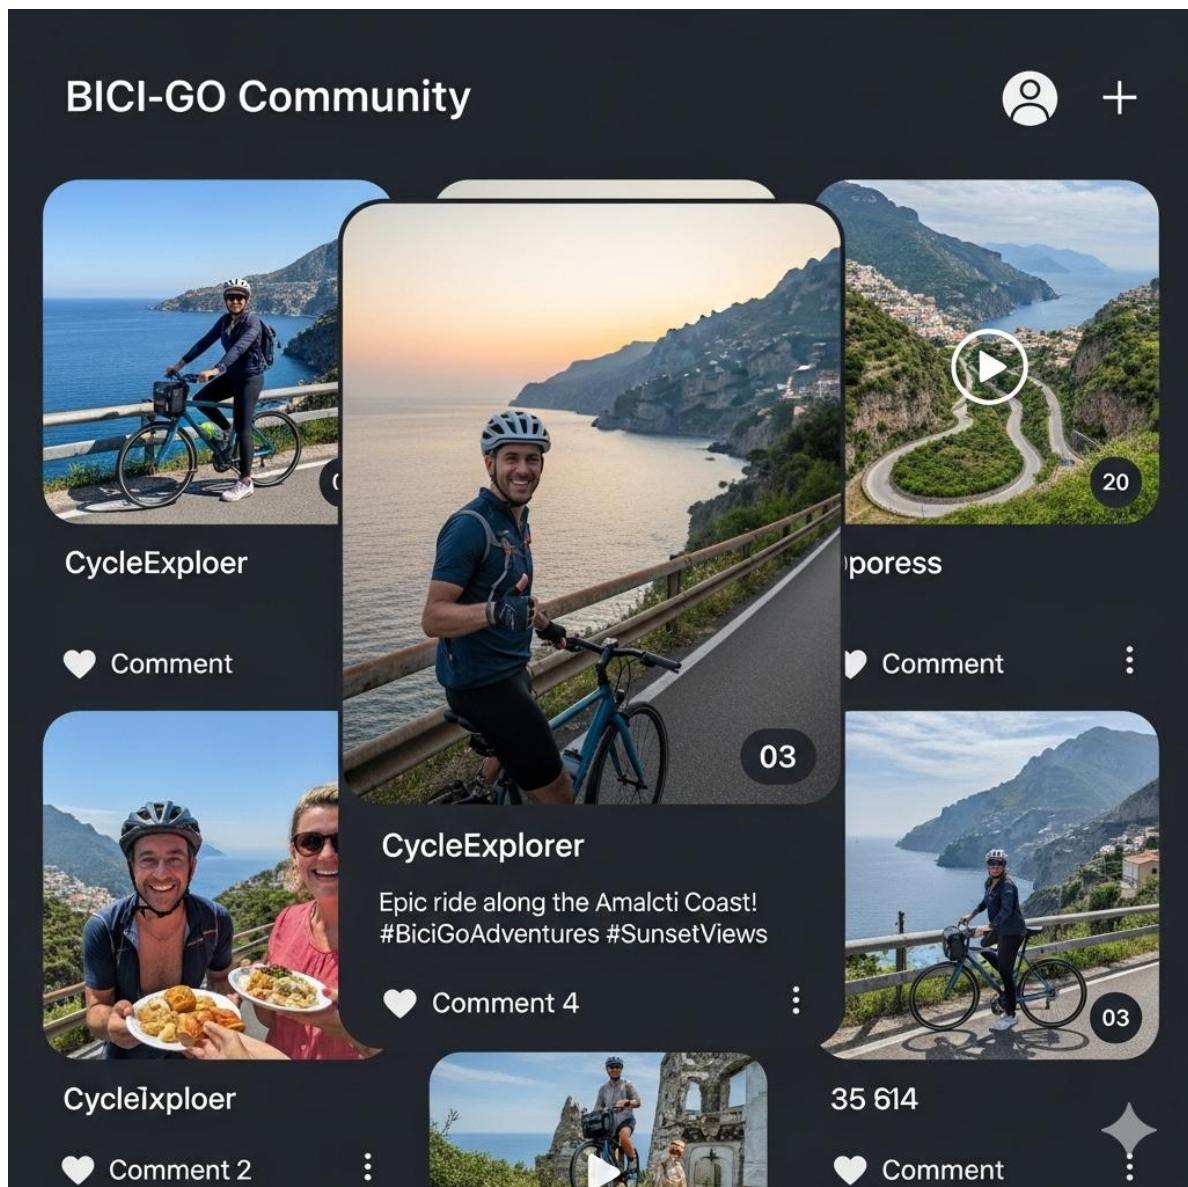 BICI-GO Community
20
CycleExploer
poress
Comment
Comment
03
CycleExplorer
Epic ride along the Amalcti Coast!
#BiciGoAdventures #SunsetViews
Comment 4
03
Cycle1xploer
35 614
Comment 2
Comment